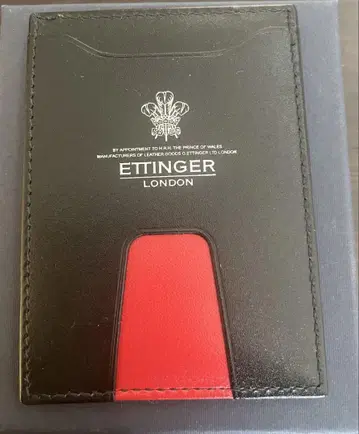 BY APPOINTMENT TO H.R.H. THE PRINCE OF WALES
MANUFACTURERS OF LEATHER GOODS G.ETTINGER LTD LONDON
ETTINGER
LONDON